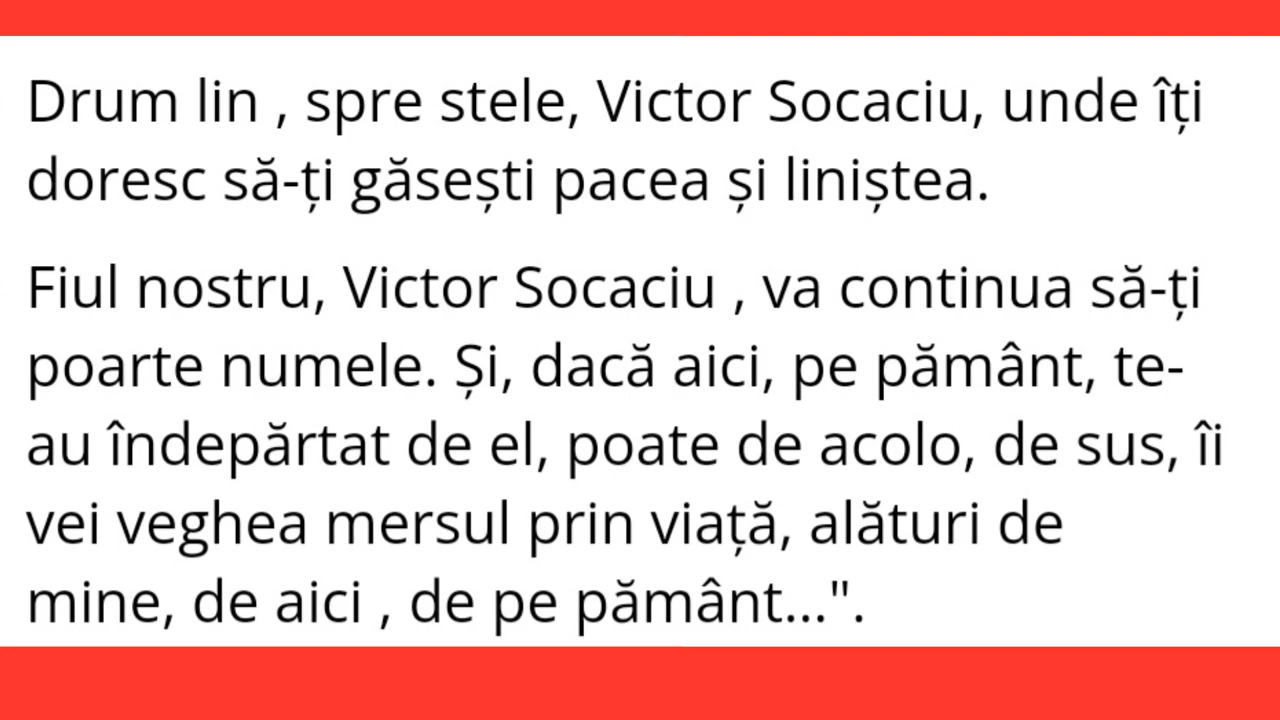 Drum lin , spre stele, Victor Socaciu, unde îți
doresc să-ți găsești pacea și liniștea.
Fiul nostru, Victor Socaciu , va continua să-ți
poarte numele. Și, dacă aici, pe pământ, te-
au îndepărtat de el, poate de acolo, de sus, îi
vei veghea mersul prin viață, alături de
mine, de aici , de pe pământ...".